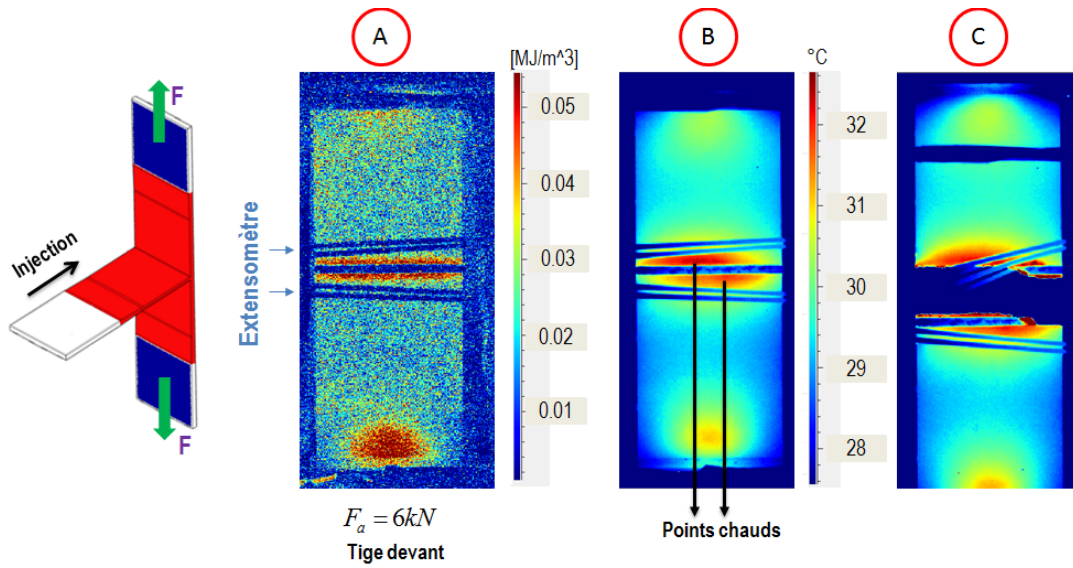 A
B
C
[MJ/m^3]
°C
F
Injection
Extensomètre
F
0.05
0.04
0.03
0.02
0.01
32
31
30
29
28
F_a = 6kN
Tige devant
Points chauds